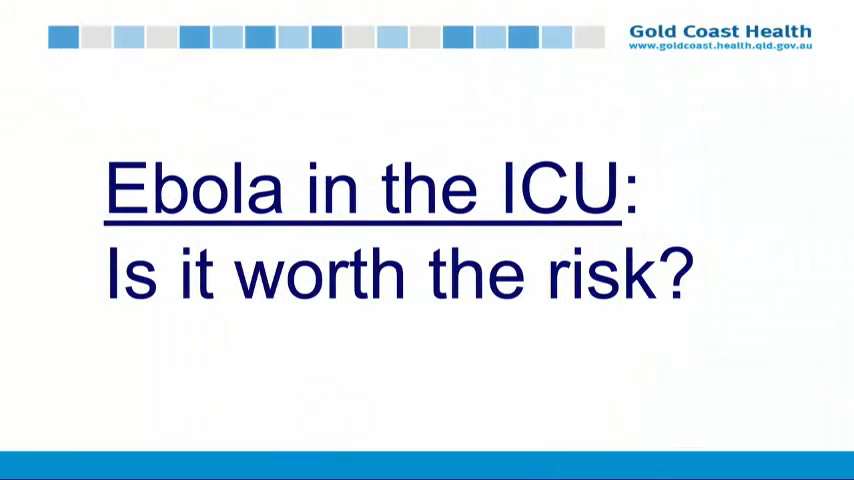 Gold Coast Health
www.goldcoast.health.qld.gov.au
Ebola in the ICU:
Is it worth the risk?